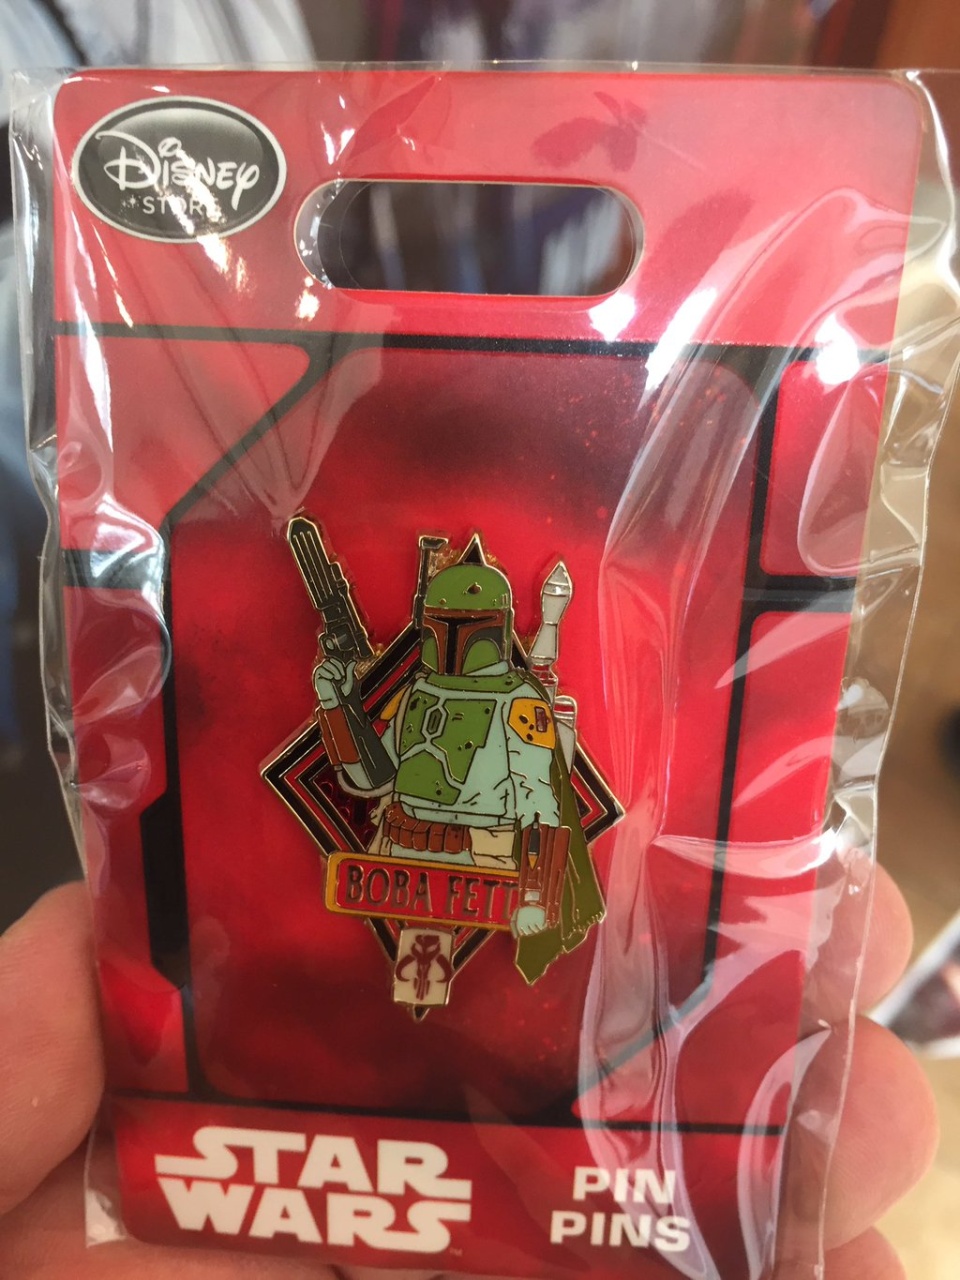 Disney
STORE
BOBA FETT
STAR
WARS
PIN
PINS